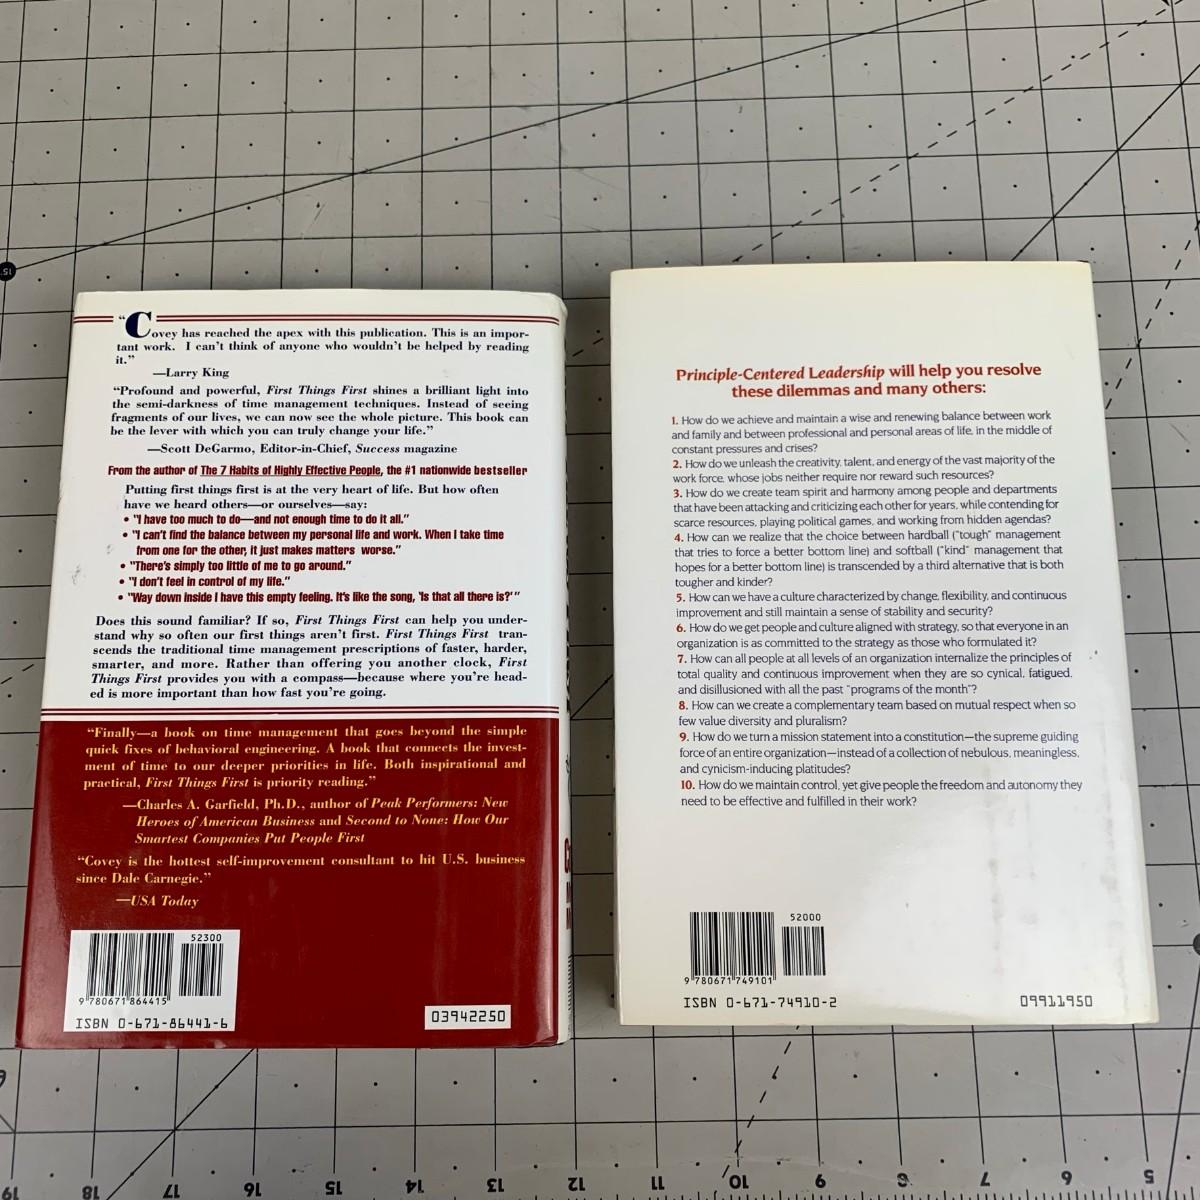 “Covey has reached the apex with this publication. This is an impor-
tant work. I can’t think of anyone who wouldn’t be helped by reading
it.”
—Larry King
“Profound and powerful, First Things First shines a brilliant light into
the semi-darkness of time management techniques. Instead of seeing
fragments of our lives, we can now see the whole picture. This book can
be the lever with which you can truly change your life.”
—Scott DeGarmo, Editor-in-Chief, Success magazine
From the author of The 7 Habits of Highly Effective People, the #1 nationwide bestseller
Putting first things first is at the very heart of life. But how often
have we heard others—or ourselves—say:
• “I have too much to do—and not enough time to do it all.”
• “I can’t find the balance between my personal life and work. When I take time
from one for the other, it just makes matters worse.”
• “There’s simply too little of me to go around.”
• “I don’t feel in control of my life.”
• “Way down inside I have this empty feeling. It’s like the song, ‘Is that all there is?’ ”
Does this sound familiar? If so, First Things First can help you under-
stand why so often our first things aren’t first. First Things First tran-
scends the traditional time management prescriptions of faster, harder,
smarter, and more. Rather than offering you another clock, First
Things First provides you with a compass—because where you’re head-
ed is more important than how fast you’re going.
“Finally—a book on time management that goes beyond the simple
quick fixes of behavioral engineering. A book that connects the invest-
ment of time to our deeper priorities in life. Both inspirational and
practical, First Things First is priority reading.”
—Charles A. Garfield, Ph.D., author of Peak Performers: New
Heroes of American Business and Second to None: How Our
Smartest Companies Put People First
“Covey is the hottest self-improvement consultant to hit U.S. business
since Dale Carnegie.”
—USA Today
52300
9 780671 864415
ISBN 0-671-86441-6
03942250
Principle-Centered Leadership will help you resolve
these dilemmas and many others:
1. How do we achieve and maintain a wise and renewing balance between work
and family and between professional and personal areas of life, in the middle of
constant pressures and crises?
2. How do we unleash the creativity, talent, and energy of the vast majority of the
work force, whose jobs neither require nor reward such resources?
3. How do we create team spirit and harmony among people and departments
that have been attacking and criticizing each other for years, while contending for
scarce resources, playing political games, and working from hidden agendas?
4. How can we realize that the choice between hardball (“tough” management
that tries to force a better bottom line) and softball (“kind” management that
hopes for a better bottom line) is transcended by a third alternative that is both
tougher and kinder?
5. How can we have a culture characterized by change, flexibility, and continuous
improvement and still maintain a sense of stability and security?
6. How do we get people and culture aligned with strategy, so that everyone in an
organization is as committed to the strategy as those who formulated it?
7. How can all people at all levels of an organization internalize the principles of
total quality and continuous improvement when they are so cynical, fatigued,
and disillusioned with all the past “programs of the month”?
8. How can we create a complementary team based on mutual respect when so
few value diversity and pluralism?
9. How do we turn a mission statement into a constitution—the supreme guiding
force of an entire organization—instead of a collection of nebulous, meaningless,
and cynicism-inducing platitudes?
10. How do we maintain control, yet give people the freedom and autonomy they
need to be effective and fulfilled in their work?
52000
9 780671 749101
ISBN 0-671-74910-2
09911950
19 18 17 16 15 14 13 12 11 10 9 8 7 6 5